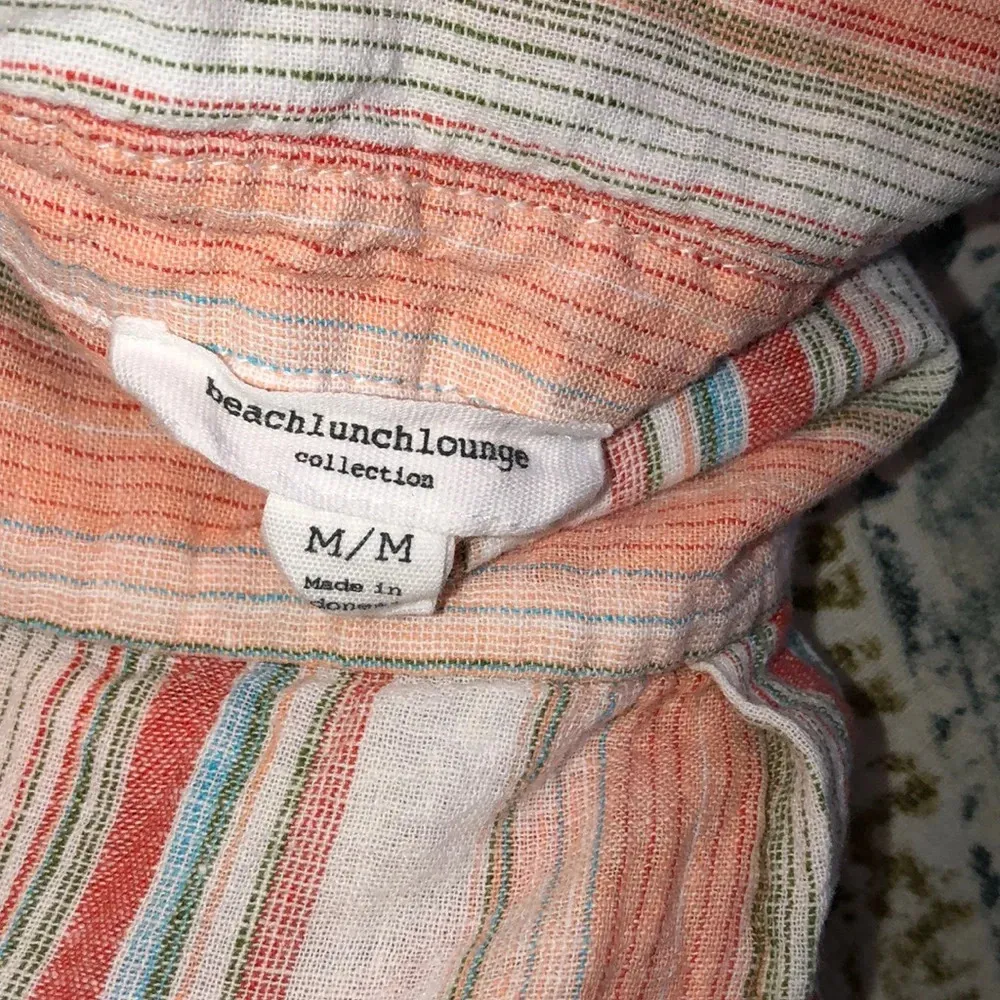 beachlunchlounge
collection
M/M
Made in